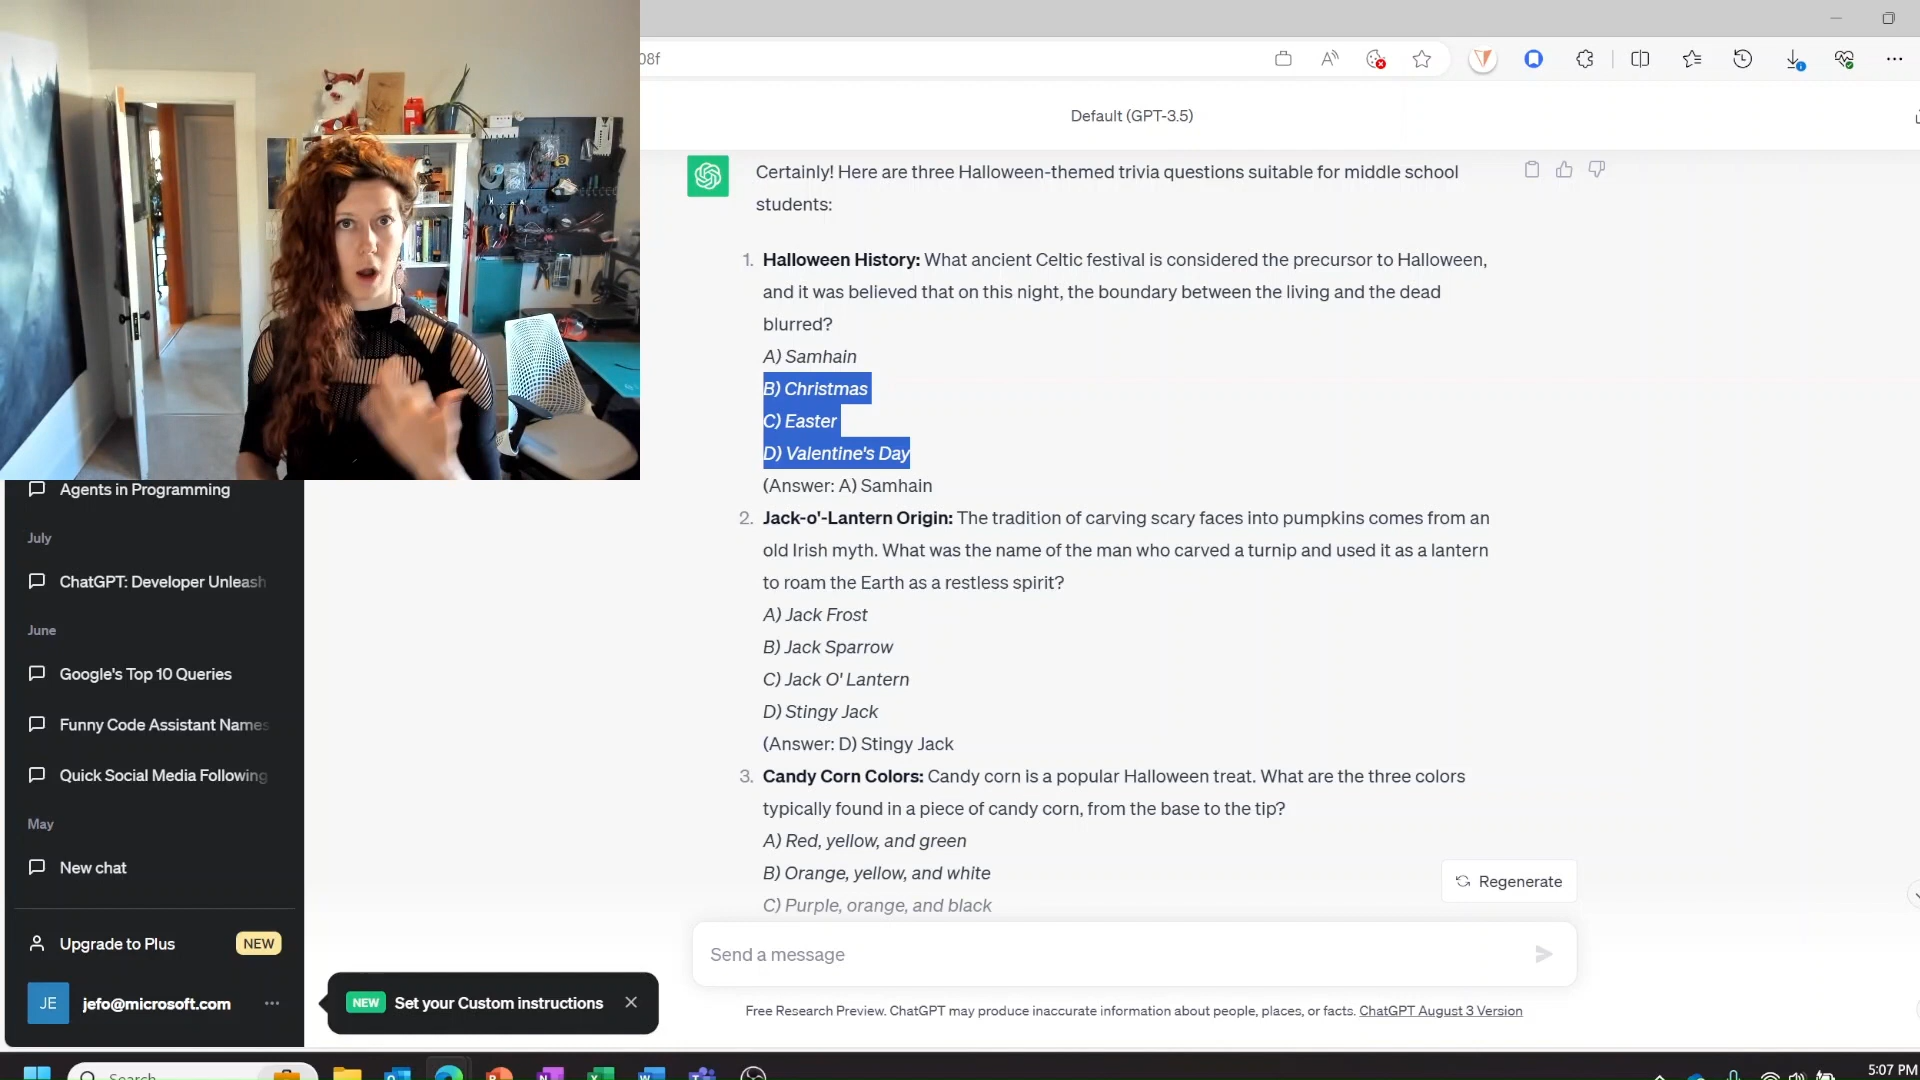 08f
Default (GPT-3.5)
Certainly! Here are three Halloween-themed trivia questions suitable for middle school
students:
1. Halloween History: What ancient Celtic festival is considered the precursor to Halloween,
and it was believed that on this night, the boundary between the living and the dead
blurred?
A) Samhain
B) Christmas
C) Easter
D) Valentine's Day
(Answer: A) Samhain
2. Jack-o'-Lantern Origin: The tradition of carving scary faces into pumpkins comes from an
old Irish myth. What was the name of the man who carved a turnip and used it as a lantern
to roam the Earth as a restless spirit?
A) Jack Frost
B) Jack Sparrow
C) Jack O' Lantern
D) Stingy Jack
(Answer: D) Stingy Jack
3. Candy Corn Colors: Candy corn is a popular Halloween treat. What are the three colors
typically found in a piece of candy corn, from the base to the tip?
A) Red, yellow, and green
B) Orange, yellow, and white
C) Purple, orange, and black
Regenerate
Send a message
Free Research Preview. ChatGPT may produce inaccurate information about people, places, or facts. ChatGPT August 3 Version
Agents in Programming
July
ChatGPT: Developer Unleash
June
Google's Top 10 Queries
Funny Code Assistant Names
Quick Social Media Following
May
New chat
Upgrade to Plus NEW
JE jefo@microsoft.com
NEW Set your Custom instructions
Search
5:07 PM